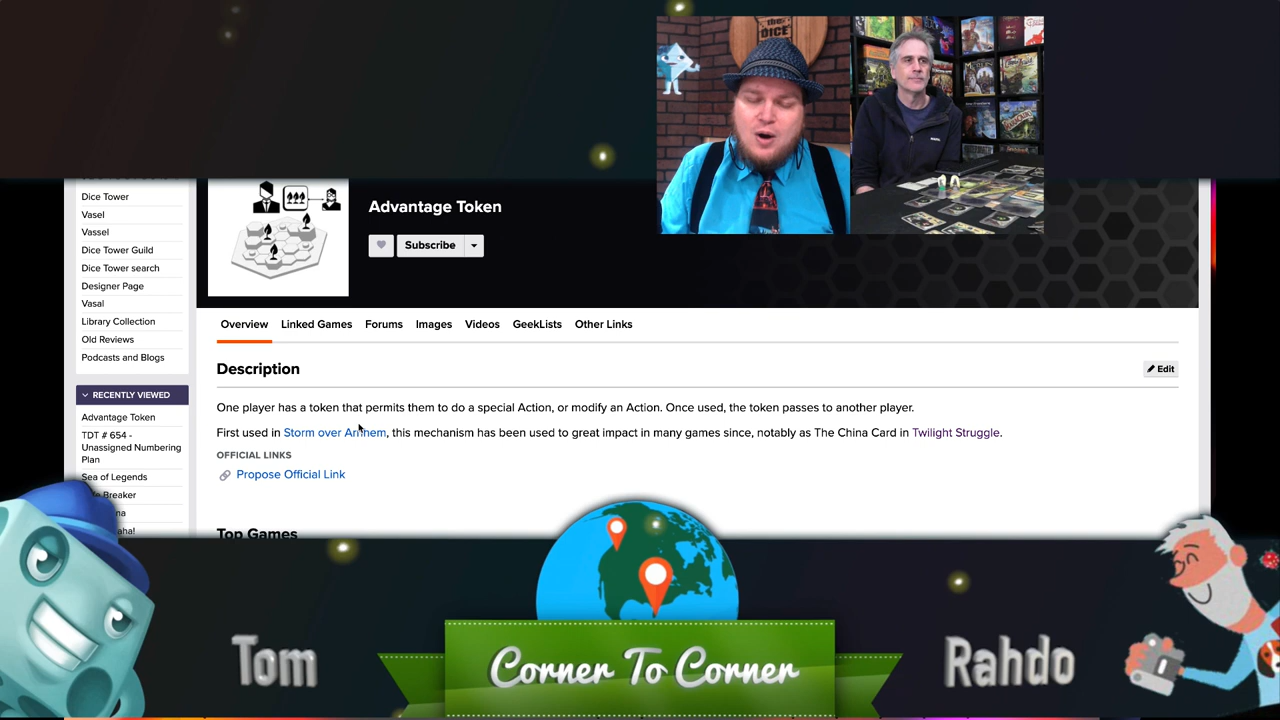 the
DICE
Dice Tower
Vasel
Vassel
Dice Tower Guild
Dice Tower search
Designer Page
Vasal
Library Collection
Old Reviews
Podcasts and Blogs
RECENTLY VIEWED
Advantage Token
TDT # 654 -
Unassigned Numbering
Plan
Sea of Legends
Breaker
Advantage Token
Subscribe
Overview Linked Games Forums Images Videos GeekLists Other Links
Description
Edit
One player has a token that permits them to do a special Action, or modify an Action. Once used, the token passes to another player.
First used in Storm over Arnhem, this mechanism has been used to great impact in many games since, notably as The China Card in Twilight Struggle.
OFFICIAL LINKS
Propose Official Link
Top Games
Tom
Corner To Corner
Rahdo